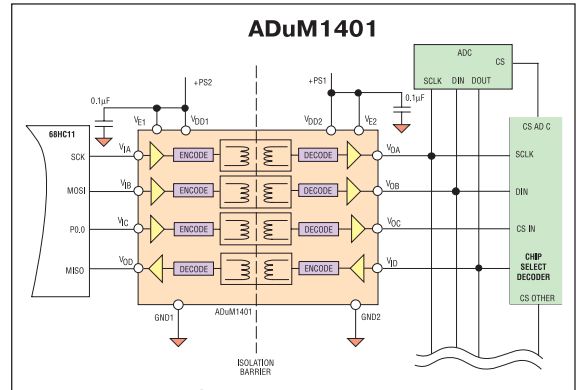 ADuM1401
ADC
CS
SCLK DIN DOUT
+PS2
+PS1
0.1µF
0.1µF
VE1 VDD1
VDD2 VE2
68HC11
CS AD C
SCK
VIA
ENCODE
DECODE
VOA
SCLK
MOSI
VIB
ENCODE
DECODE
VOB
DIN
P0.0
VIC
ENCODE
DECODE
VOC
CS IN
MISO
VOD
DECODE
ENCODE
VID
CHIP
SELECT
DECODER
CS OTHER
GND1
ADuM1401
GND2
ISOLATION
BARRIER